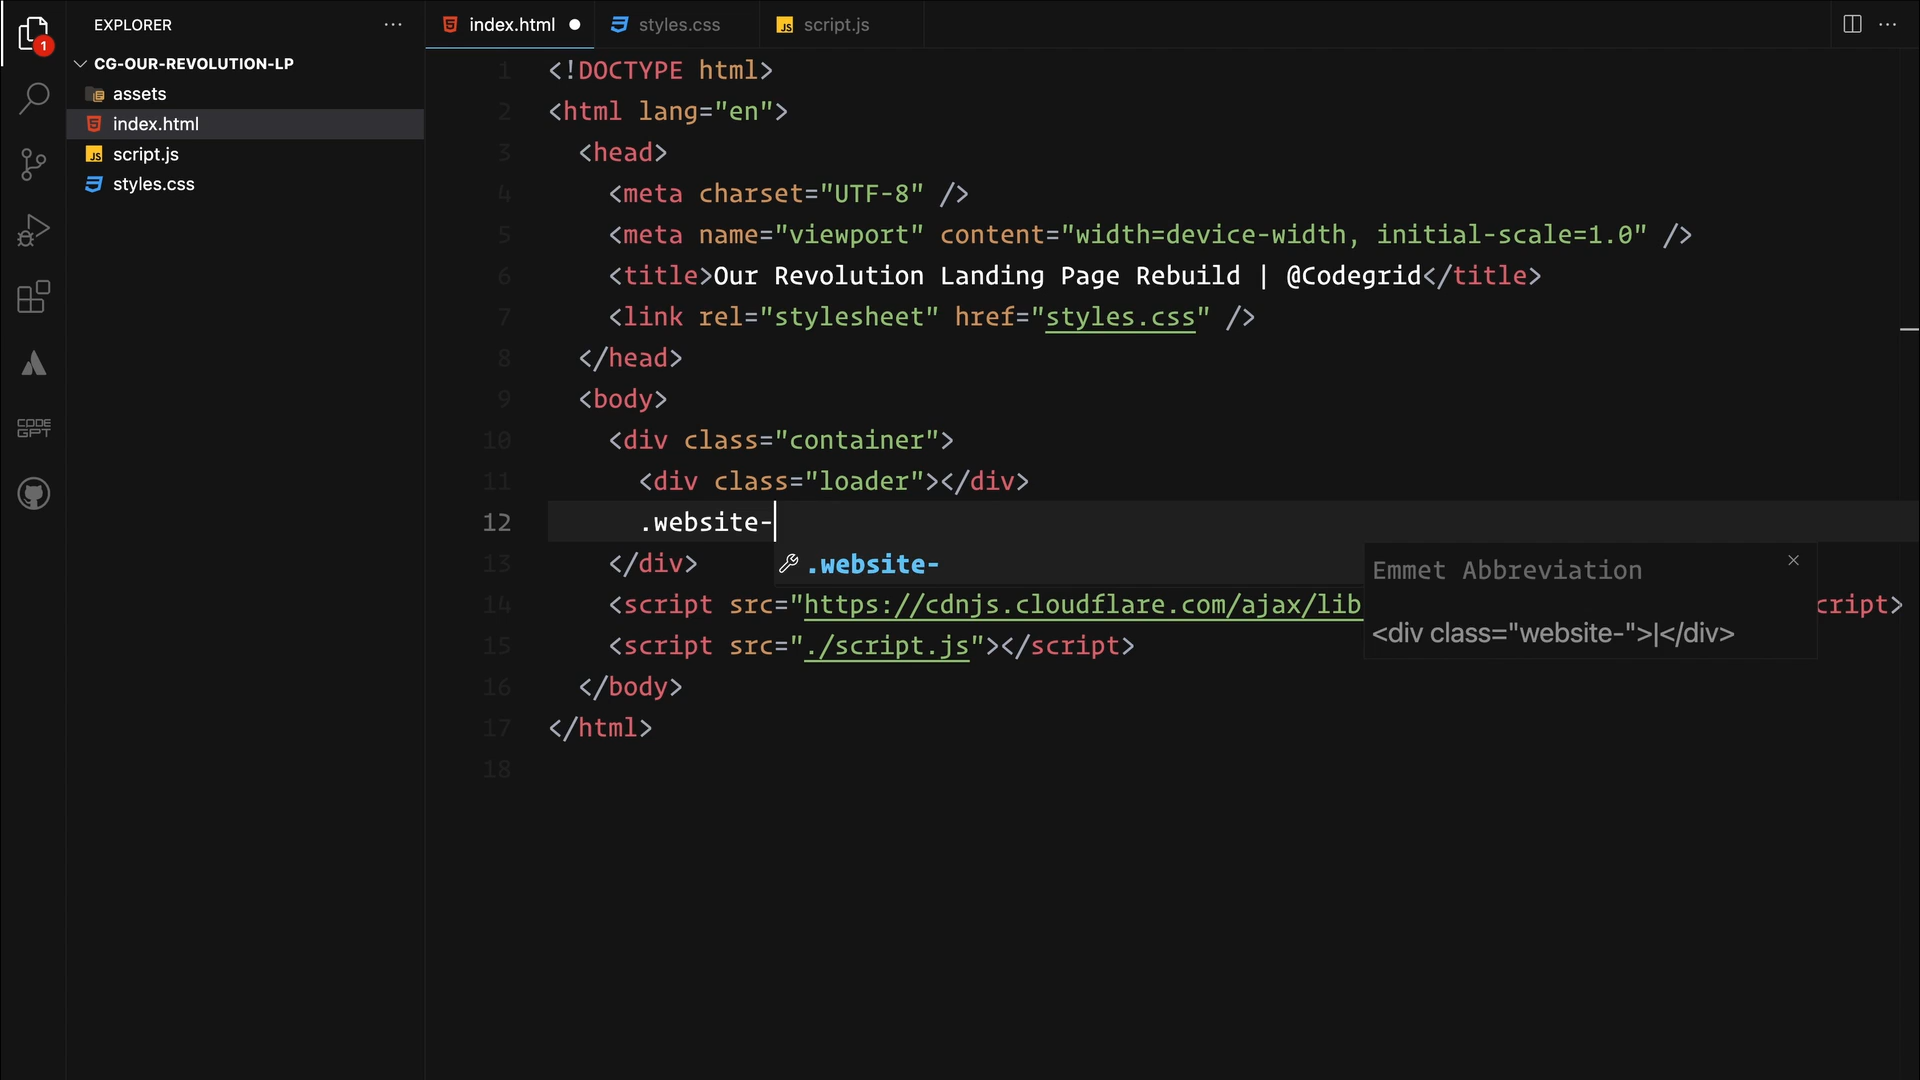 EXPLORER
1
CG-OUR-REVOLUTION-LP
assets
index.html
script.js
styles.css
CODE
GPT
index.html
styles.css
script.js
1 <!DOCTYPE html>
2 <html lang="en">
3 <head>
4 <meta charset="UTF-8" />
5 <meta name="viewport" content="width=device-width, initial-scale=1.0" />
6 <title>Our Revolution Landing Page Rebuild | @Codegrid</title>
7 <link rel="stylesheet" href="styles.css" />
8 </head>
9 <body>
10 <div class="container">
11 <div class="loader"></div>
12 .website-
13 </div>
.website-
14 <script src="https://cdnjs.cloudflare.com/ajax/lib cript>
15 <script src="./script.js"></script>
16 </body>
17 </html>
18
Emmet Abbreviation
<div class="website-">|</div>